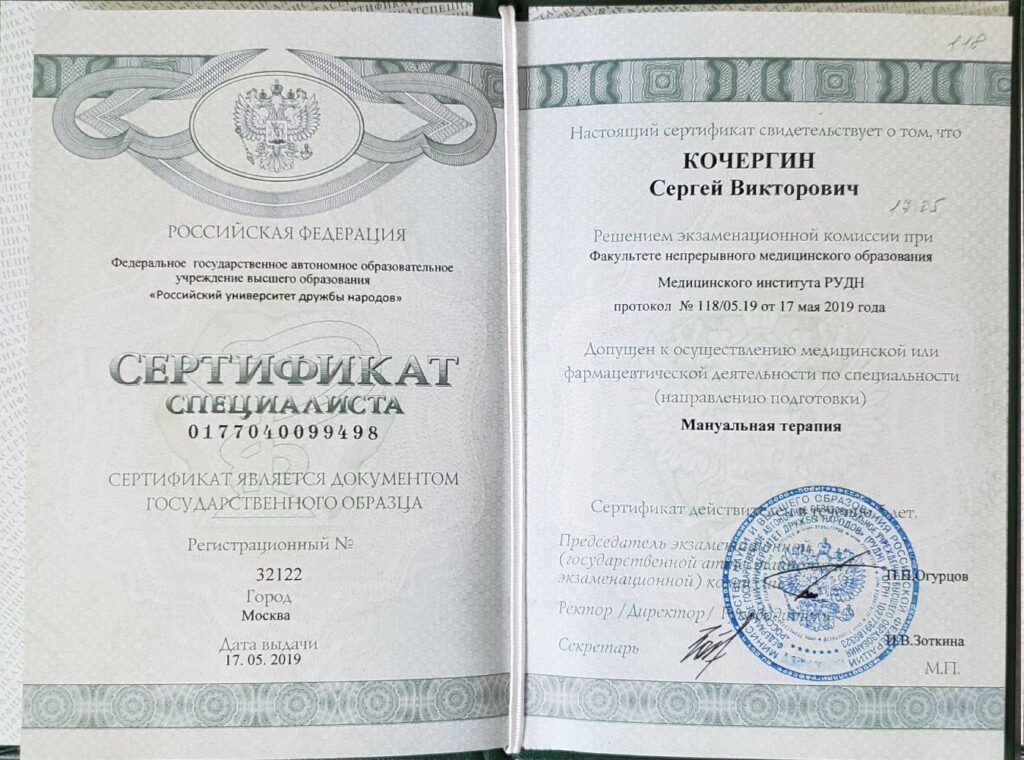 РОССИЙСКАЯ ФЕДЕРАЦИЯ
Федеральное государственное автономное образовательное
учреждение высшего образования
«Российский университет дружбы народов»
СЕРТИФИКАТ
СПЕЦИАЛИСТА
0177040099498
СЕРТИФИКАТ ЯВЛЯЕТСЯ ДОКУМЕНТОМ
ГОСУДАРСТВЕННОГО ОБРАЗЦА
Регистрационный №
32122
Город
Москва
Дата выдачи
17. 05. 2019
118
Настоящий сертификат свидетельствует о том, что
КОЧЕРГИН
Сергей Викторович
17 05
Решением экзаменационной комиссии при
Факультете непрерывного медицинского образования
Медицинского института РУДН
протокол № 118/05.19 от 17 мая 2019 года
Допущен к осуществлению медицинской или
фармацевтической деятельности по специальности
(направлению подготовки)
Мануальная терапия
Сертификат лет.
Председатель экзаменационной
(государственной
экзаменационной)
П.П.Огурцов
Ректор /Директор/
Секретарь
И.В.Зоткина
М.П.